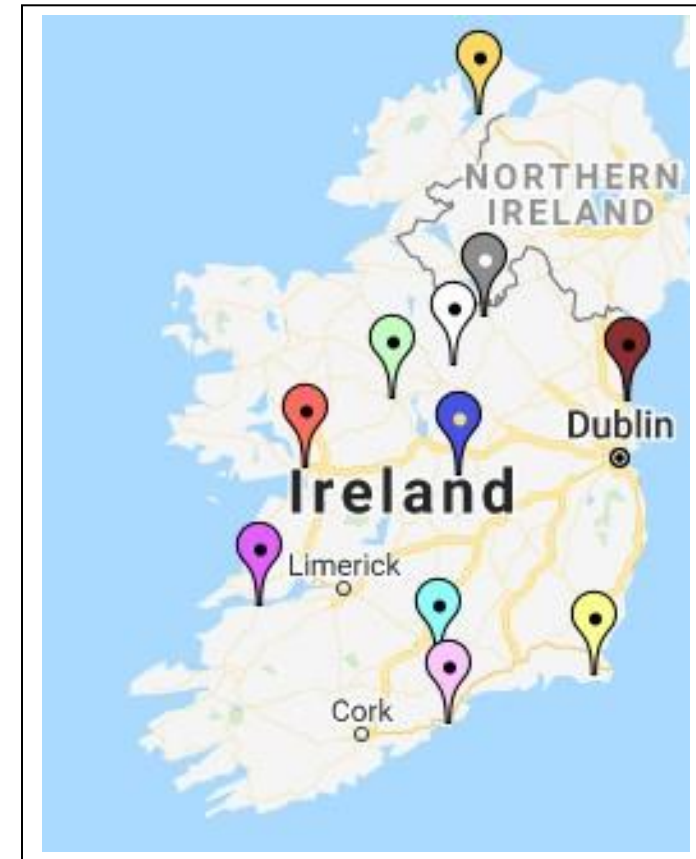 NORTHERN
IRELAND
Dublin
Ireland
Limerick
Cork